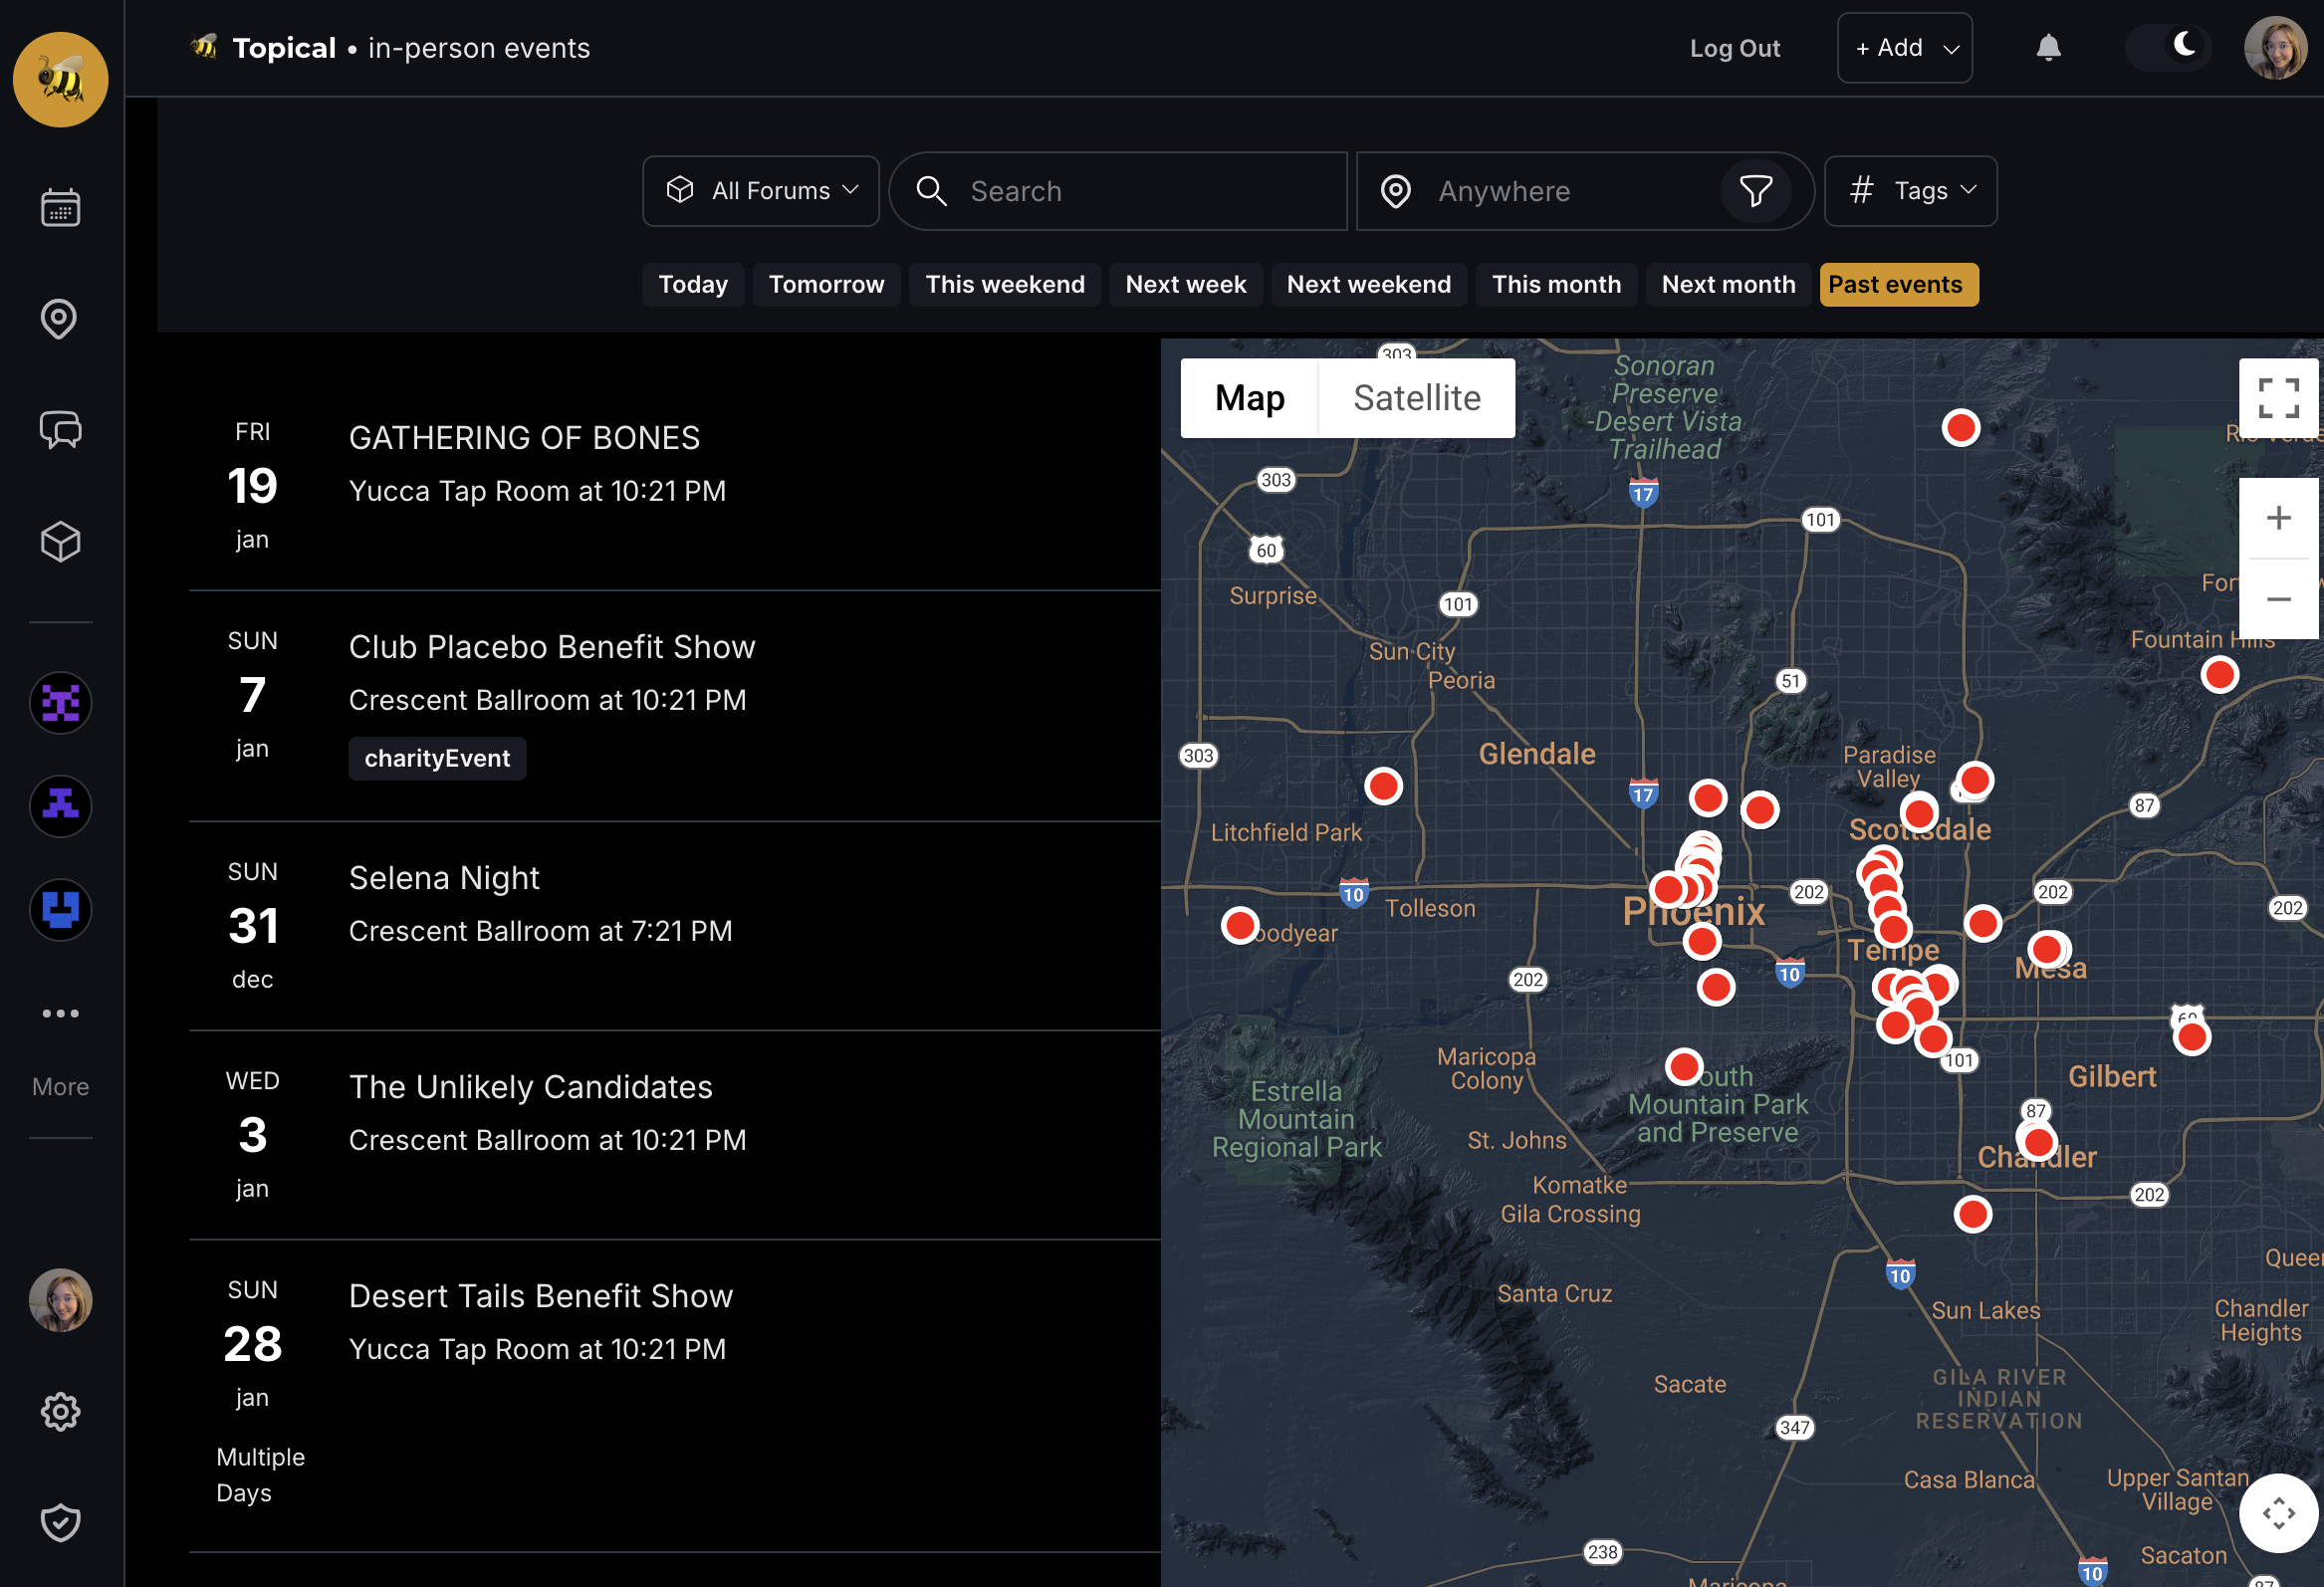 Topical • in-person events
Log Out
+ Add
All Forums
Search
Anywhere
Tags
Today
Tomorrow
This weekend
Next week
Next weekend
This month
Next month
Past events
FRI
19
jan
GATHERING OF BONES
Yucca Tap Room at 10:21 PM
SUN
7
jan
Club Placebo Benefit Show
Crescent Ballroom at 10:21 PM
charityEvent
SUN
31
dec
Selena Night
Crescent Ballroom at 7:21 PM
WED
3
jan
The Unlikely Candidates
Crescent Ballroom at 10:21 PM
SUN
28
jan
Multiple
Days
Desert Tails Benefit Show
Yucca Tap Room at 10:21 PM
More
Map
Satellite
303
Sonoran
Preserve
-Desert Vista
Trailhead
303
17
101
60
Surprise
101
Sun City
Peoria
51
Fountain Hills
303
Glendale
17
Paradise
Valley
87
Litchfield Park
Scottsdale
10
Tolleson
202
202
202
Phoenix
oodyear
Tempe
Mesa
202
10
Maricopa
Colony
101
Gilbert
Estrella
Mountain
Regional Park
outh
Mountain Park
and Preserve
87
St. Johns
Chandler
Komatke
202
Gila Crossing
Queen
10
Santa Cruz
Sun Lakes
Chandler
Heights
Sacate
GILA RIVER
INDIAN
RESERVATION
347
Casa Blanca
Upper Santan
Village
238
Sacaton
10
Maricopa
87